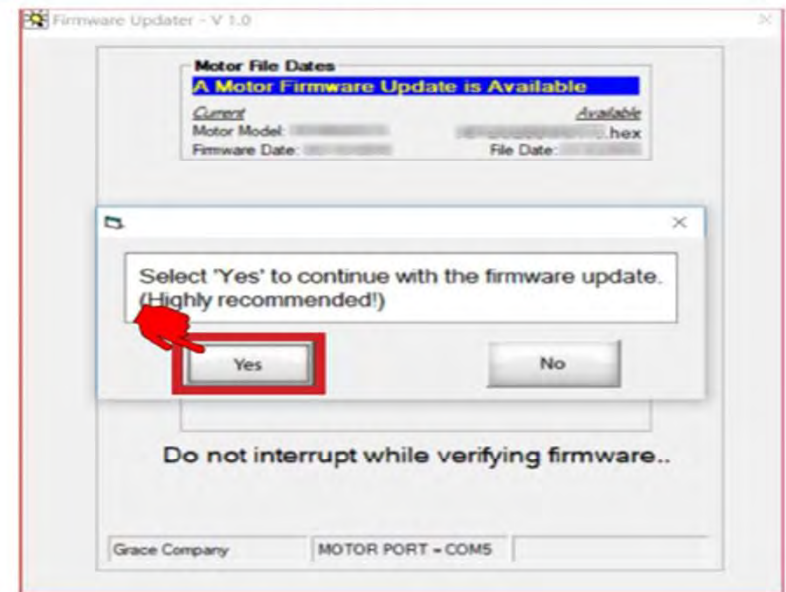 Firmware Updater - V 1.0
Motor File Dates
A Motor Firmware Update is Available
Current Available
Motor Model: .hex
Firmware Date: File Date:
Select 'Yes' to continue with the firmware update.
(Highly recommended!)
Yes No
Do not interrupt while verifying firmware..
Grace Company MOTOR PORT = COM5